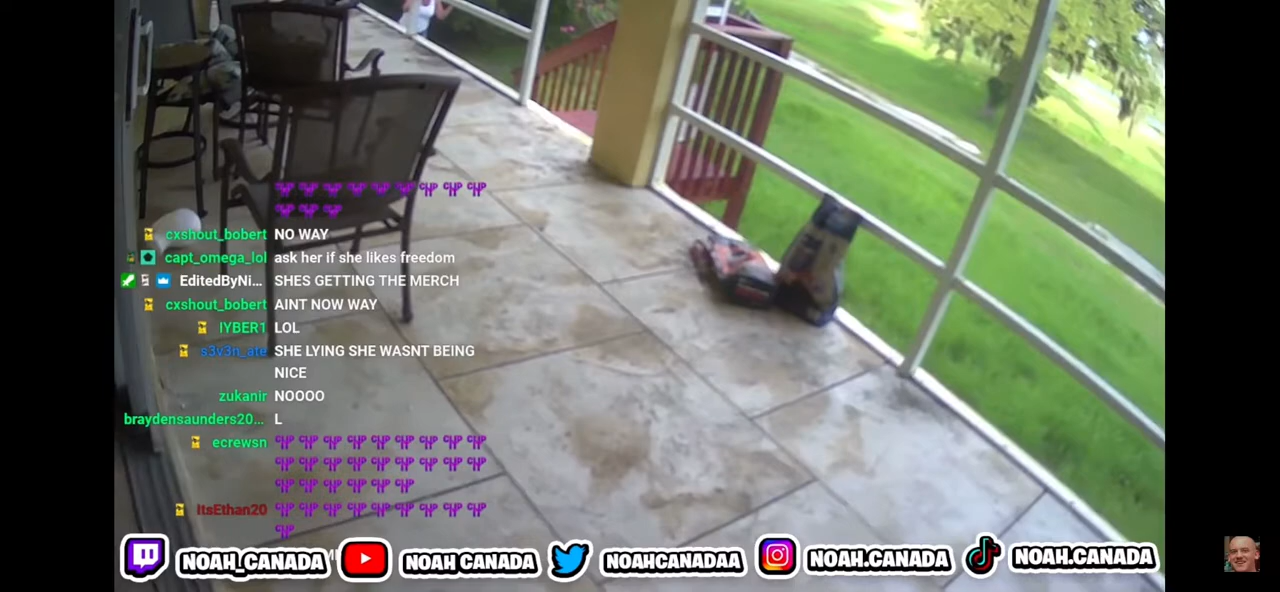 cxshout_bobert NO WAY
capt_omega_lol ask her if she likes freedom
EditedByNi... SHES GETTING THE MERCH
cxshout_bobert AINT NOW WAY
IYBER1 LOL
s3v3n_ate SHE LYING SHE WASNT BEING
NICE
zukanir NOOOO
braydensaunders20... L
ecrewsn
ItsEthan20
NOAH_CANADA NOAH CANADA NOAHCANADAA NOAH.CANADA NOAH.CANADA